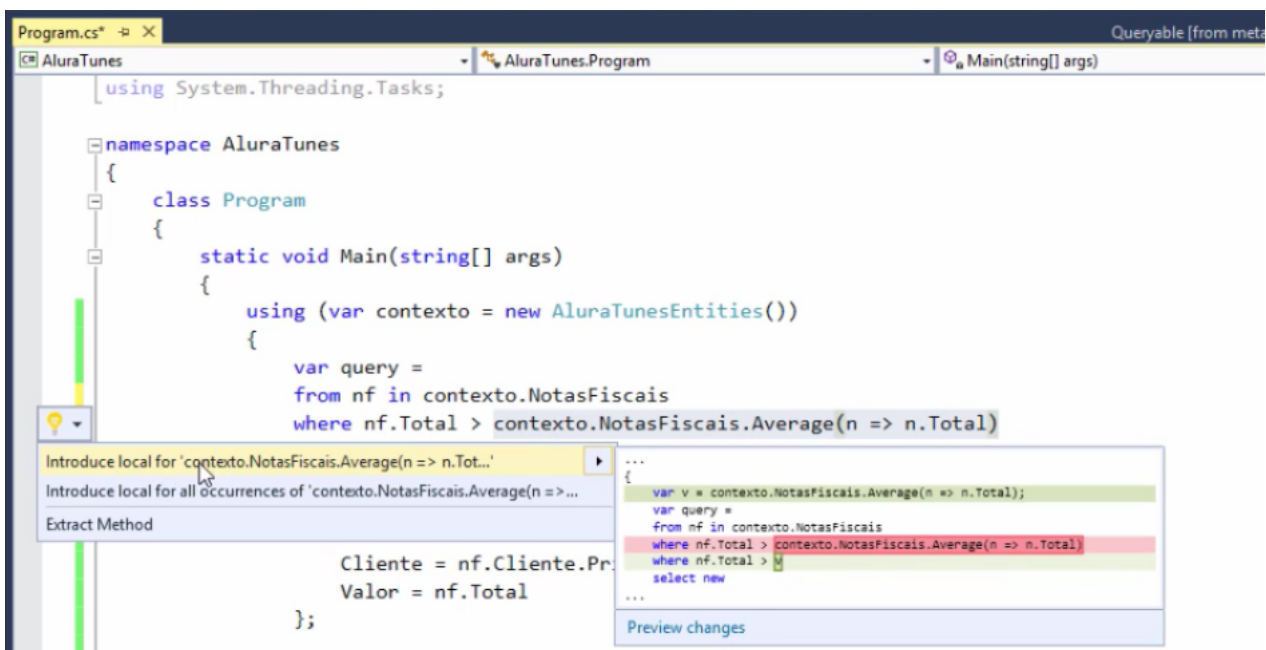 Program.cs*
Queryable [from meta
C# AluraTunes
AluraTunes.Program
Main(string[] args)
using System.Threading.Tasks;
namespace AluraTunes
{
class Program
{
static void Main(string[] args)
{
using (var contexto = new AluraTunesEntities())
{
var query =
from nf in contexto.NotasFiscais
where nf.Total > contexto.NotasFiscais.Average(n => n.Total)
Introduce local for 'contexto.NotasFiscais.Average(n => n.Tot...'
Introduce local for all occurrences of 'contexto.NotasFiscais.Average(n =>...
Extract Method
...
{
var v = contexto.NotasFiscais.Average(n => n.Total);
var query =
from nf in contexto.NotasFiscais
where nf.Total > contexto.NotasFiscais.Average(n => n.Total)
where nf.Total > v
select new
...
Preview changes
Cliente = nf.Cliente.Pr
Valor = nf.Total
};